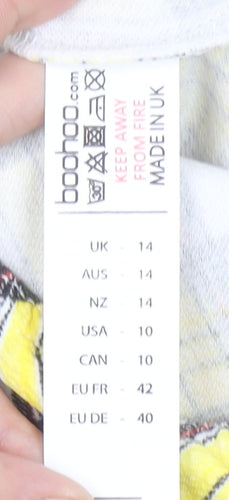 boohoo.com
30°
KEEP AWAY
FROM FIRE
MADE IN UK
UK - 14
AUS - 14
NZ - 14
USA - 10
CAN - 10
EU FR - 42
EU DE - 40